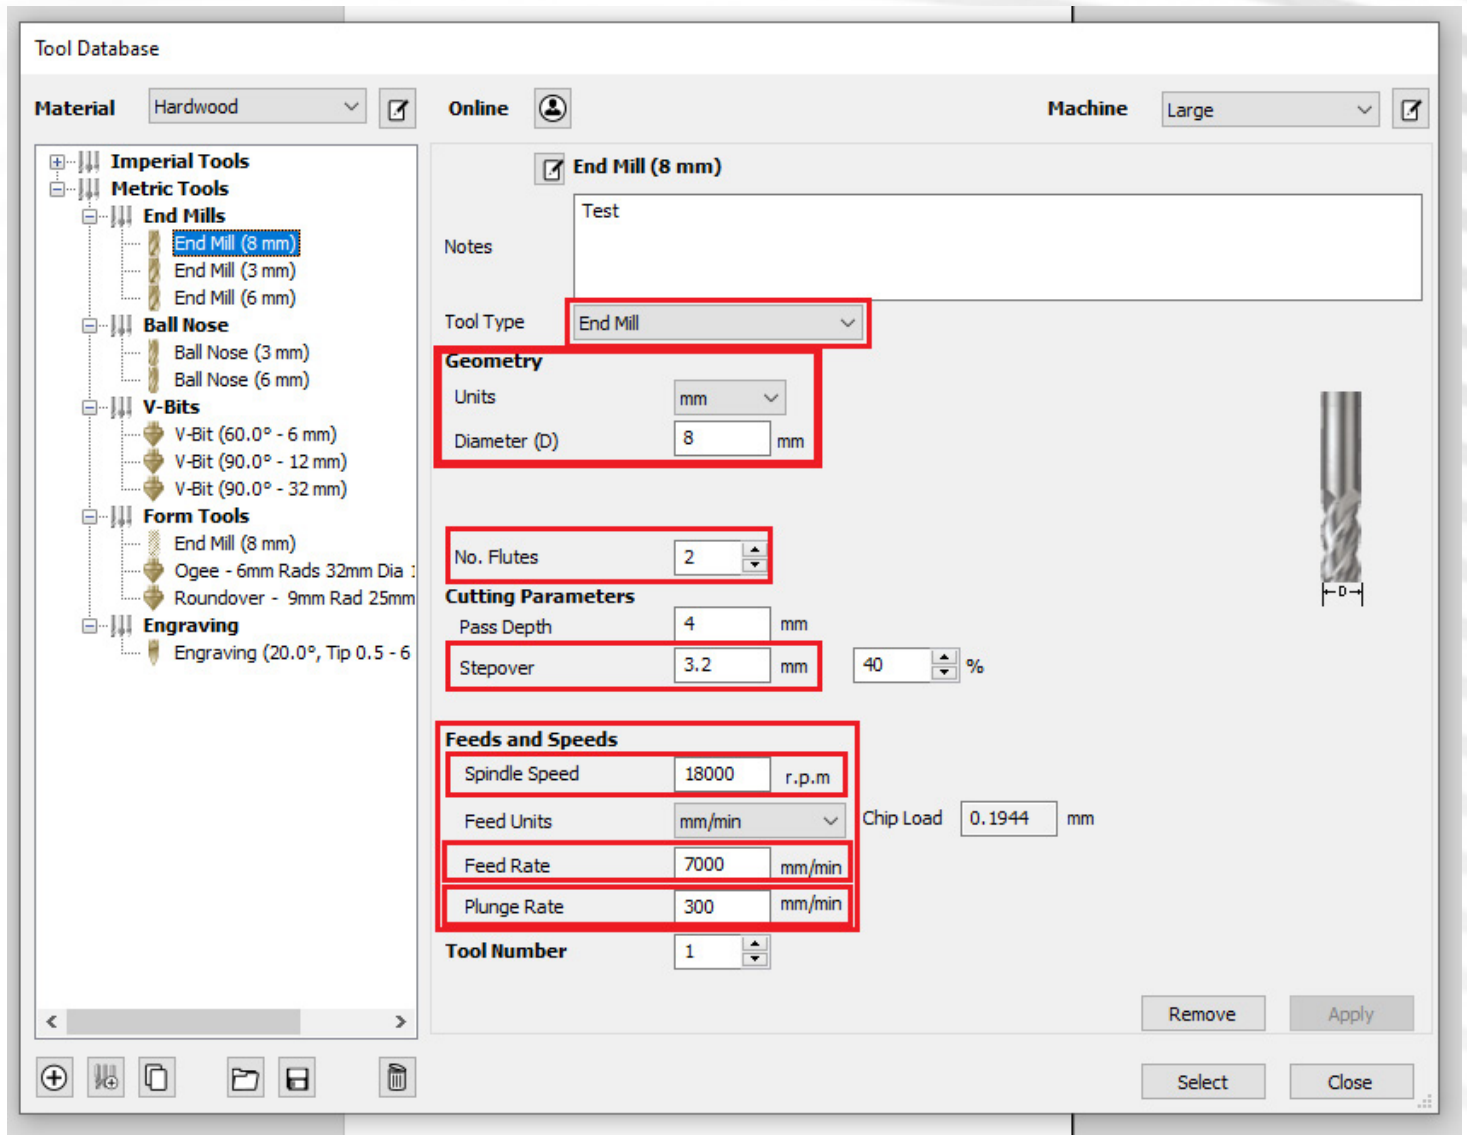 Tool Database
Material Hardwood Online Machine Large
Imperial Tools
Metric Tools
End Mills
End Mill (8 mm)
End Mill (3 mm)
End Mill (6 mm)
Ball Nose
Ball Nose (3 mm)
Ball Nose (6 mm)
V-Bits
V-Bit (60.0° - 6 mm)
V-Bit (90.0° - 12 mm)
V-Bit (90.0° - 32 mm)
Form Tools
End Mill (8 mm)
Ogee - 6mm Rads 32mm Dia
Roundover - 9mm Rad 25mm
Engraving
Engraving (20.0°, Tip 0.5 - 6
End Mill (8 mm)
Notes Test
Tool Type End Mill
Geometry
Units mm
Diameter (D) 8 mm
No. Flutes 2
D
Cutting Parameters
Pass Depth 4 mm
Stepover 3.2 mm 40 %
Feeds and Speeds
Spindle Speed 18000 r.p.m
Feed Units mm/min Chip Load 0.1944 mm
Feed Rate 7000 mm/min
Plunge Rate 300 mm/min
Tool Number 1
Remove Apply
Select Close